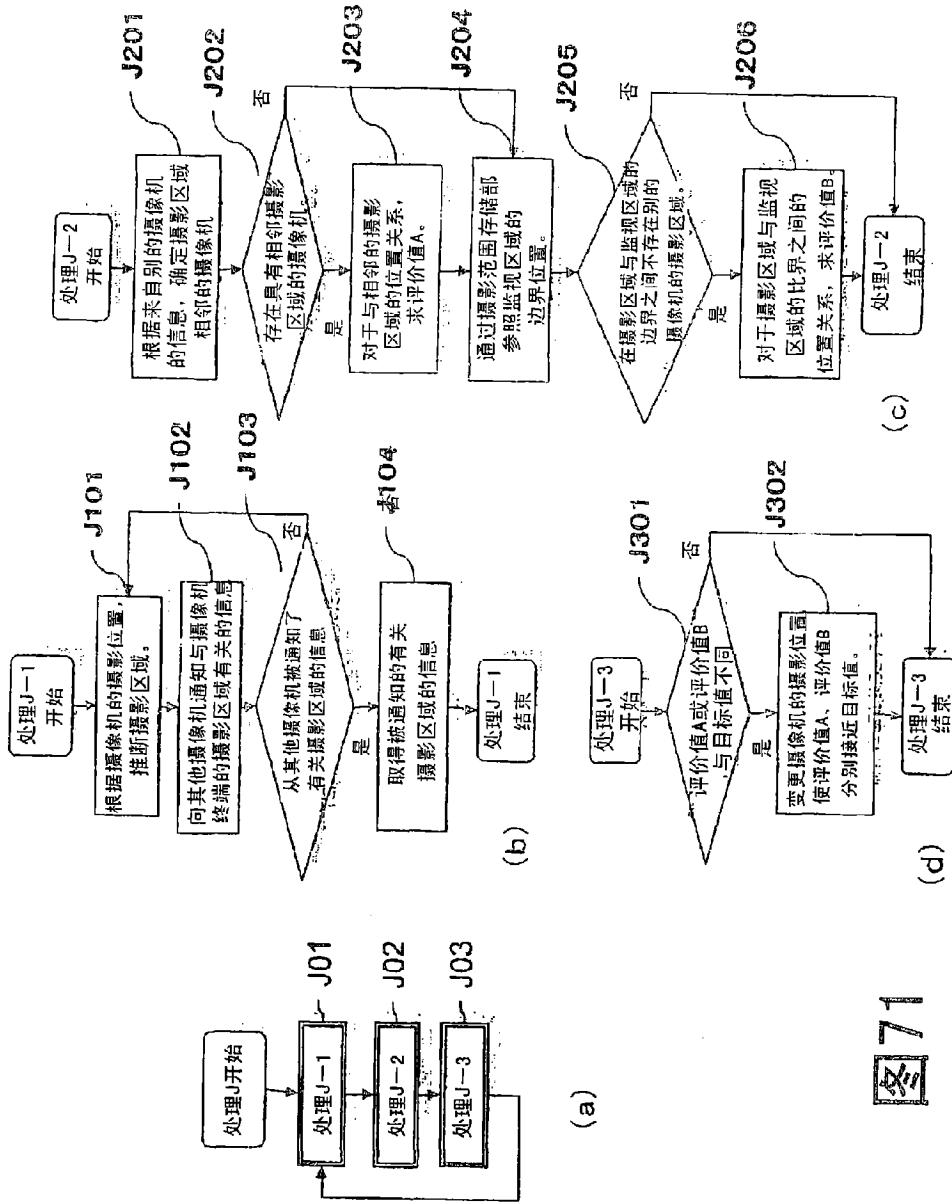 处理J开始
处理J-1
J01
处理J-2
J02
处理J-3
J03
(a)
处理J-1
开始
根据摄像机的摄影位置,
推断摄影区域。
J101
向其他摄像机通知与摄像机
终端的摄影区域有关的信息
J102
从其他摄像机被通知了
有关摄影区域的信息
J103
否
是
取得被通知的有关
摄影区域的信息
J104
处理J-1
结束
(b)
处理J-2
开始
根据来自别的摄像机
的信息,确定摄影区域
相邻的摄像机
J201
存在具有相邻摄影
区域的摄像机。
J202
否
是
对于与相邻的摄影
区域的位置关系,
求评价值A。
J203
通过摄影范围存储部
参照监视区域的
边界位置。
J204
在摄影区域与监视区域的
边界之间不存在别的
摄像机的摄影区域。
J205
否
是
对于摄影区域与监视
区域的比界之间的
位置关系,求评价值B。
J206
处理J-2
结束
(c)
处理J-3
开始
评价值A或评价值B
与目标值不同
J301
否
是
变更摄像机的摄影位置,
使评价值A、评价值B
分别接近目标值。
J302
处理J-3
结束
(d)
图71